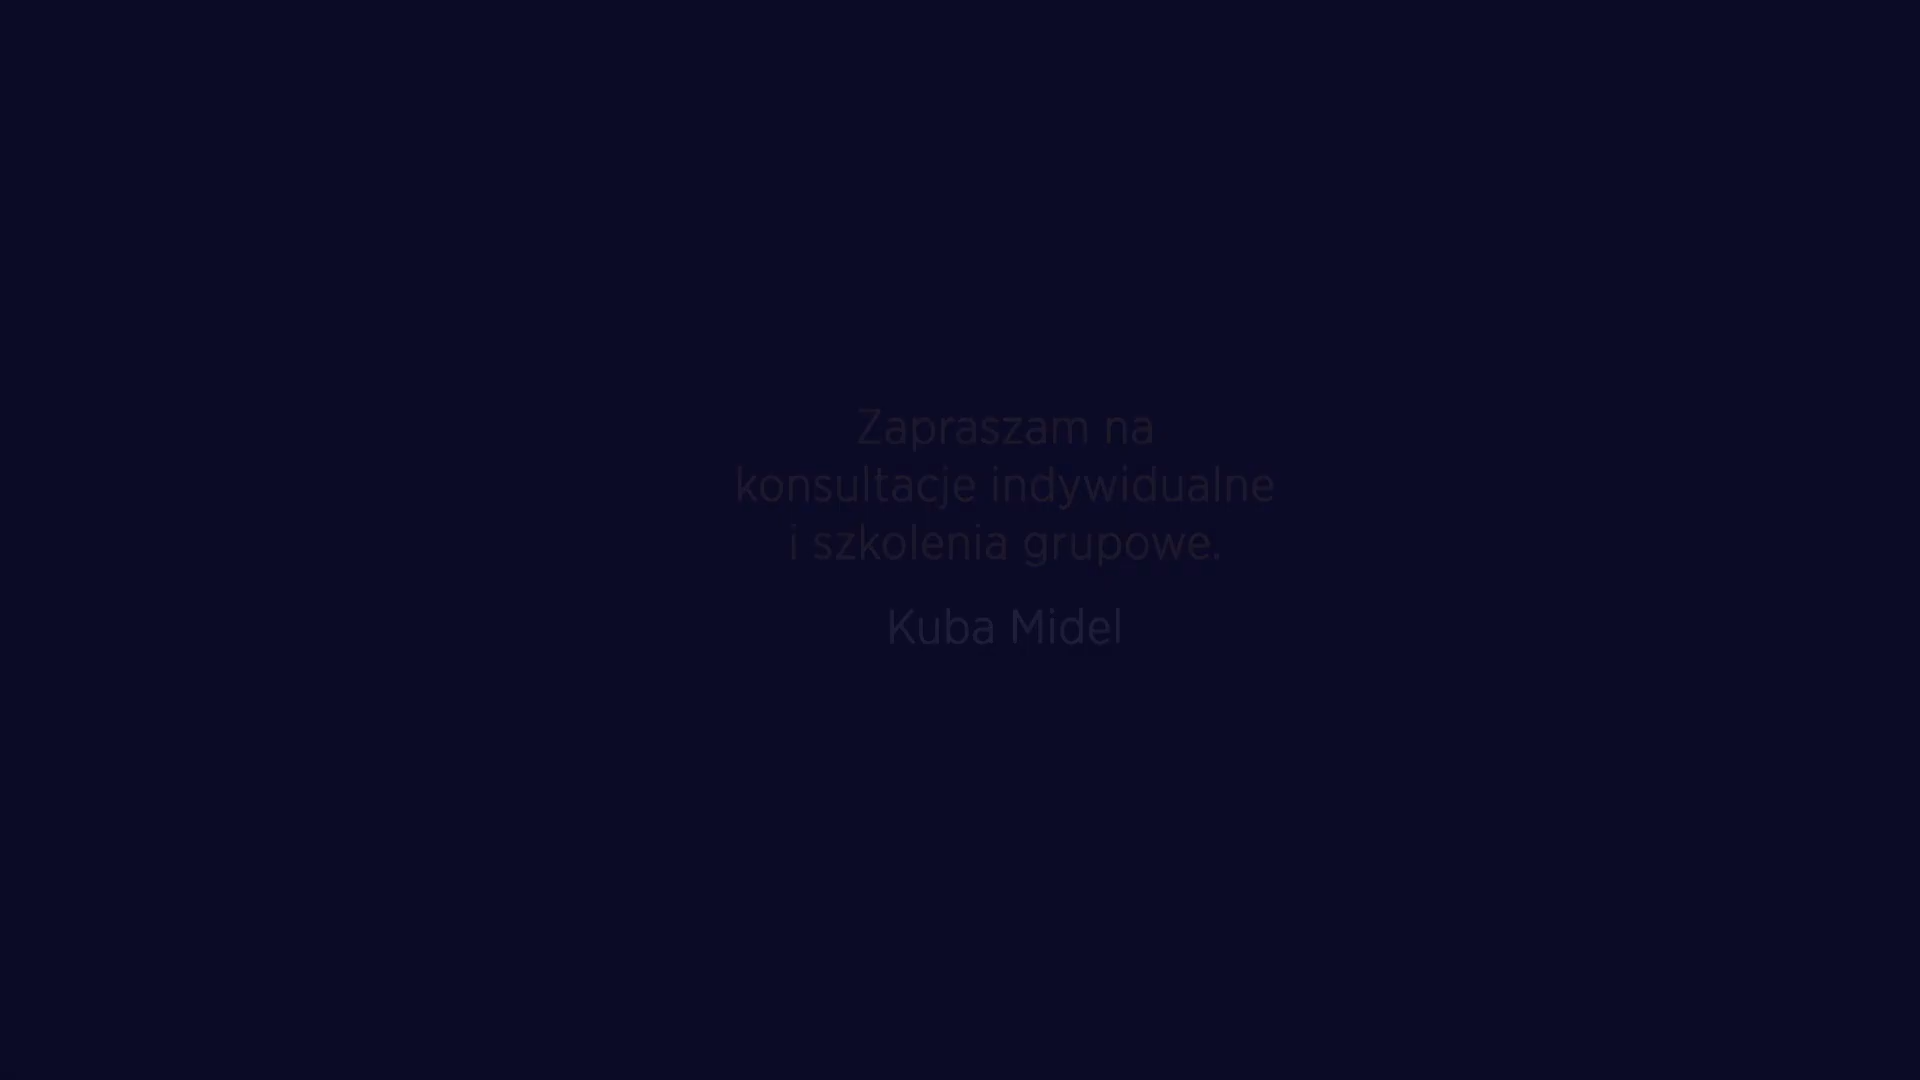 Zapraszam na
konsultacje indywidualne
i szkolenia grupowe.
Kuba Midel